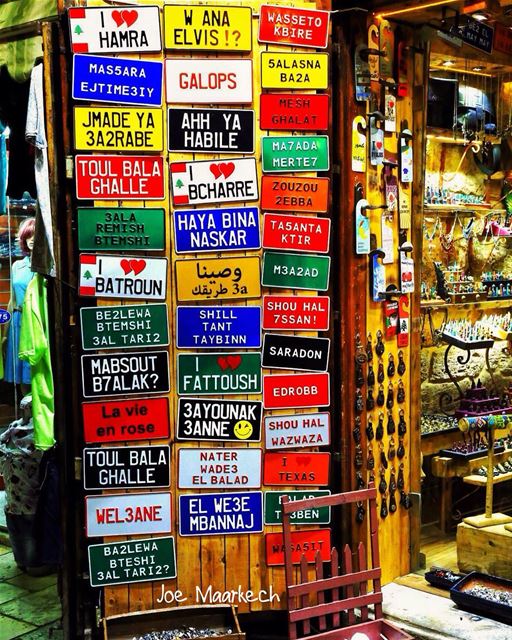 I HAMRA
MAS5ARA
EJTIME3IY
JMADE YA
3A2RABE
TOUL BALA
GHALLE
3ALA
REMISH
BTEMSHI
I
BATROUN
BE2LEWA
BTEMSHI
3AL TARI2
MABSOUT
B7ALAK?
La vie
en rose
TOUL BALA
GHALLE
WEL3ANE
BA2LEWA
BTESHI
3AL TARI2?
W ANA
ELVIS!?
GALOPS
AHH YA
HABILE
I
BCHARRE
HAYA BINA
NASKAR
وصينا
3a طريقك
SHILL
TANT
TAYBINN
I
FATTOUSH
3AYOUNAK
3ANNE
NATER
WADE3
EL BALAD
EL WE3E
MBANNAJ
WASSETO
KBIRE
5ALASNA
BA2A
MESH
GHALAT
MA7ADA
MERTE7
ZOUZOU
2EBBA
TA5ANTA
KTIR
M3A2AD
SHOU HAL
7SSAN!
SARADON
EDROBB
SHOU HAL
WAZWAZA
I
TEXAS
Joe Maarkech